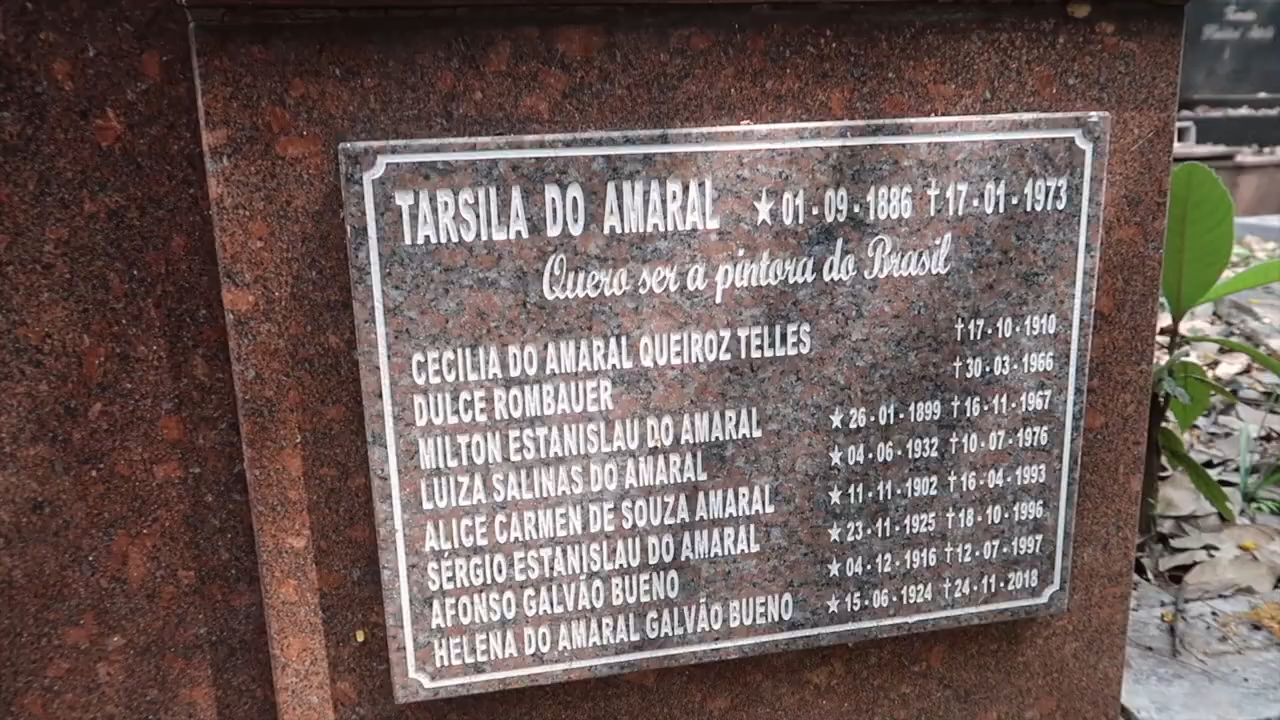 TARSILA DO AMARAL ★01-09-1886 †17-01-1973
Quero ser a pintora do Brasil
CECILIA DO AMARAL QUEIROZ TELLES †17-10-1910
DULCE ROMBAUER †30-03-1966
MILTON ESTANISLAU DO AMARAL ★26-01-1899 †16-11-1967
LUIZA SALINAS DO AMARAL ★04-06-1932 †10-07-1976
ALICE CARMEN DE SOUZA AMARAL ★11-11-1902 †16-04-1993
SÉRGIO ESTANISLAU DO AMARAL ★23-11-1925 †18-10-1996
AFONSO GALVÃO BUENO ★04-12-1916 †12-07-1997
HELENA DO AMARAL GALVÃO BUENO ★15-06-1924 †24-11-2018